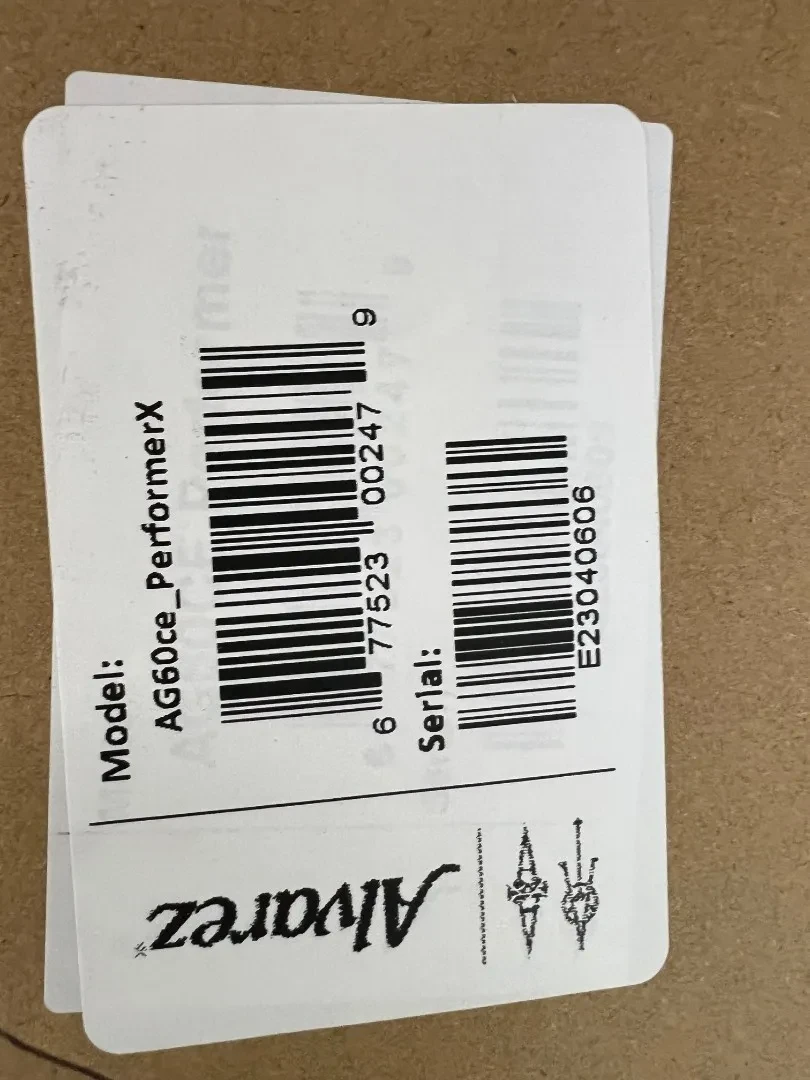 Model:
AG60ce_PerformerX
6 77523 00247 9
Serial:
E23040606
Alvarez